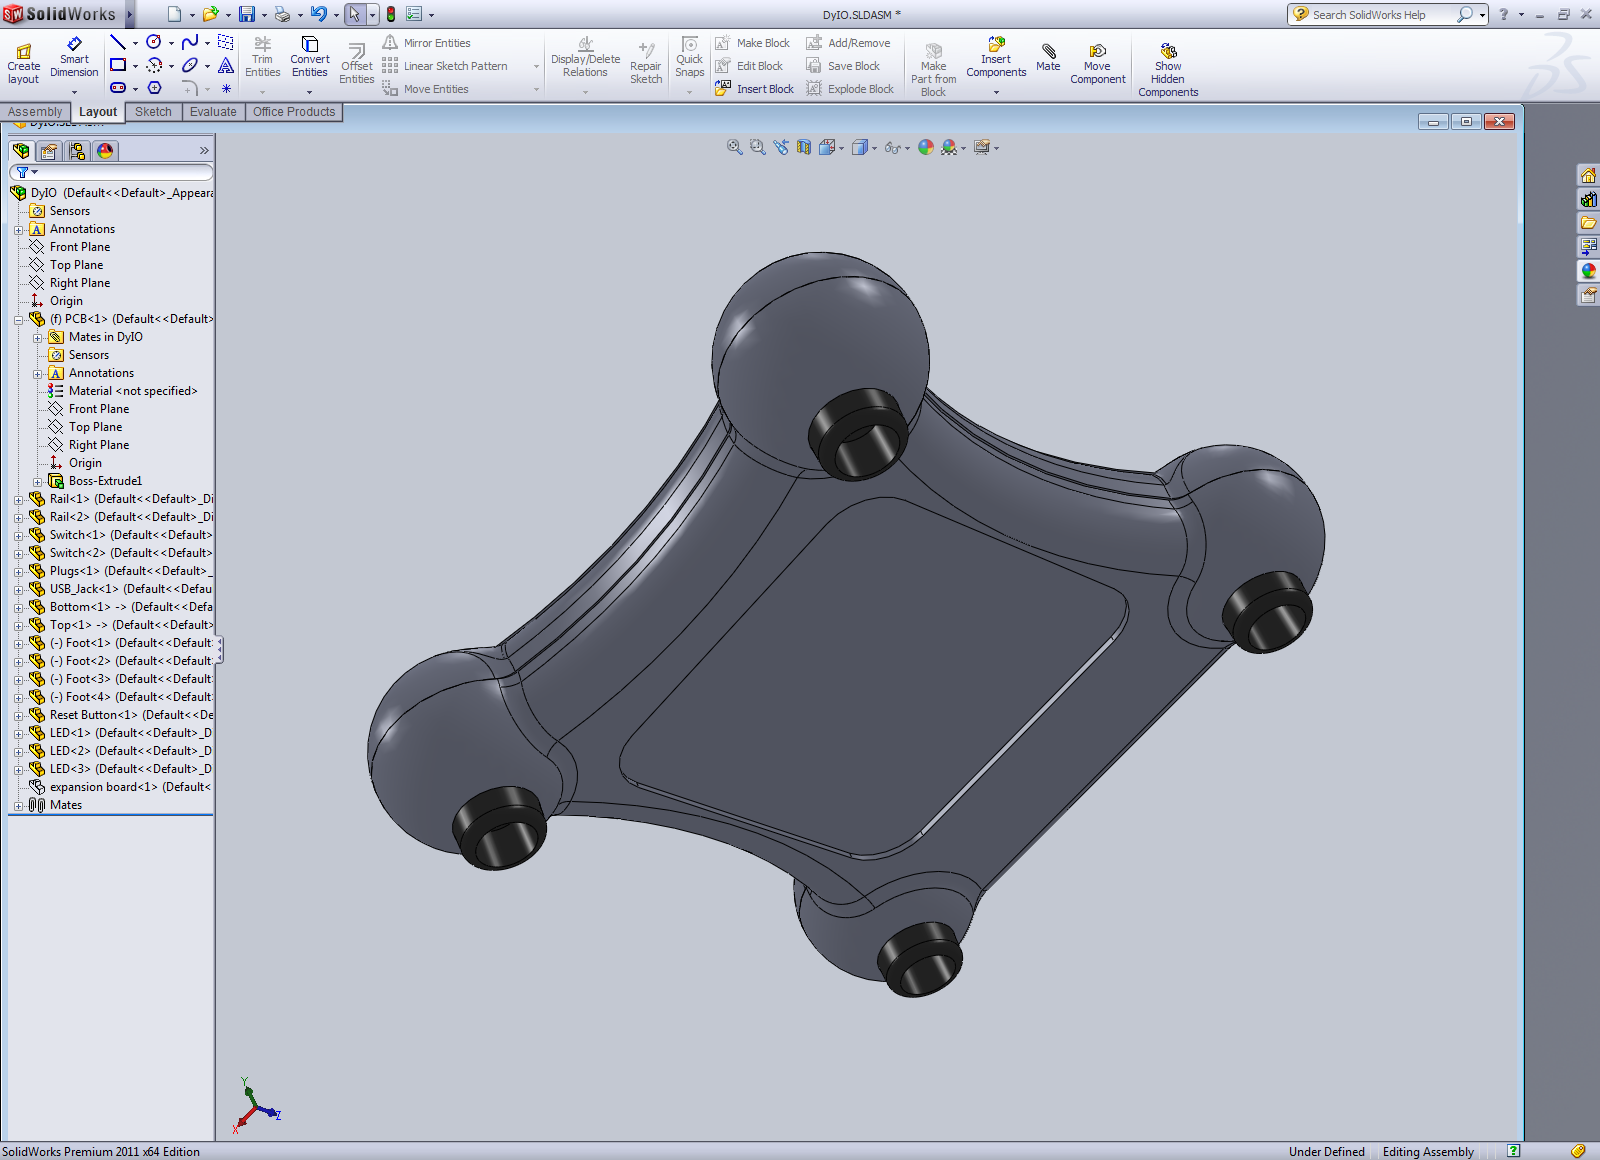 SolidWorks
DyIO.SLDASM *
Search SolidWorks Help
Create layout
Smart Dimension
Trim Entities
Convert Entities
Offset Entities
Mirror Entities
Linear Sketch Pattern
Move Entities
Display/Delete Relations
Repair Sketch
Quick Snaps
Make Block
Edit Block
Insert Block
Add/Remove
Save Block
Explode Block
Make Part from Block
Insert Components
Mate
Move Component
Show Hidden Components
Assembly
Layout
Sketch
Evaluate
Office Products
DyIO.SLDASM *
DyIO (Default<<Default>_Appear
Sensors
Annotations
Front Plane
Top Plane
Right Plane
Origin
(f) PCB<1> (Default<<Default>
Mates in DyIO
Sensors
Annotations
Material <not specified>
Front Plane
Top Plane
Right Plane
Origin
Boss-Extrude1
Rail<1> (Default<<Default>_Di
Rail<2> (Default<<Default>_Di
Switch<1> (Default<<Default>
Switch<2> (Default<<Default>
Plugs<1> (Default<<Default>_
USB_Jack<1> (Default<<Defau
Bottom<1> -> (Default<<Defa
Top<1> -> (Default<<Default>
(-) Foot<1> (Default<<Default
(-) Foot<2> (Default<<Default
(-) Foot<3> (Default<<Default
(-) Foot<4> (Default<<Default
Reset Button<1> (Default<<De
LED<1> (Default<<Default>_D
LED<2> (Default<<Default>_D
LED<3> (Default<<Default>_D
expansion board<1> (Default<
Mates
Y
X
Z
SolidWorks Premium 2011 x64 Edition
Under Defined
Editing Assembly